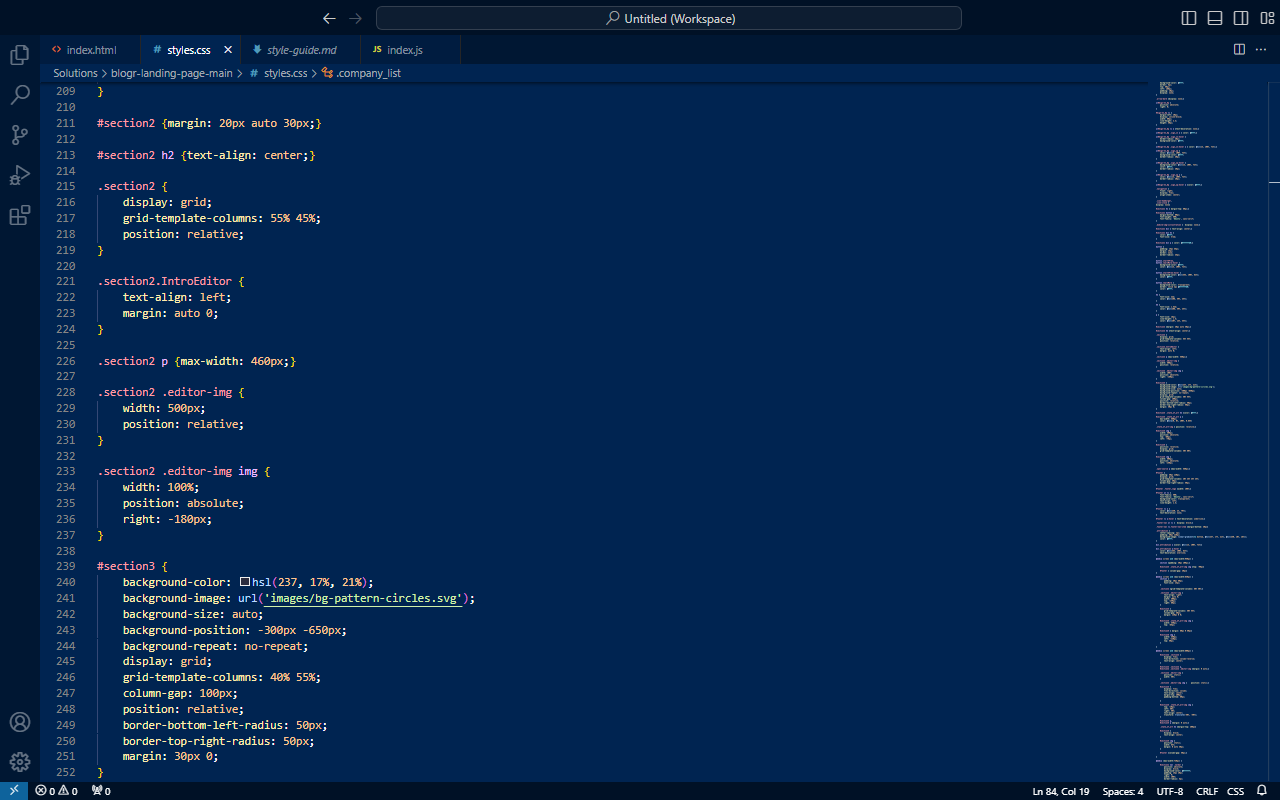 Untitled (Workspace)
index.html
styles.css
style-guide.md
JS index.js
Solutions > blogr-landing-page-main > # styles.css > .company_list
209 }
210
211 #section2 {margin: 20px auto 30px;}
212
213 #section2 h2 {text-align: center;}
214
215 .section2 {
216 display: grid;
217 grid-template-columns: 55% 45%;
218 position: relative;
219 }
220
221 .section2.IntroEditor {
222 text-align: left;
223 margin: auto 0;
224 }
225
226 .section2 p {max-width: 460px;}
227
228 .section2 .editor-img {
229 width: 500px;
230 position: relative;
231 }
232
233 .section2 .editor-img img {
234 width: 100%;
235 position: absolute;
236 right: -180px;
237 }
238
239 #section3 {
240 background-color: hsl(237, 17%, 21%);
241 background-image: url('images/bg-pattern-circles.svg');
242 background-size: auto;
243 background-position: -300px -650px;
244 background-repeat: no-repeat;
245 display: grid;
246 grid-template-columns: 40% 55%;
247 column-gap: 100px;
248 position: relative;
249 border-bottom-left-radius: 50px;
250 border-top-right-radius: 50px;
251 margin: 30px 0;
252 }
0 0 0 Ln 84, Col 19 Spaces: 4 UTF-8 CRLF CSS